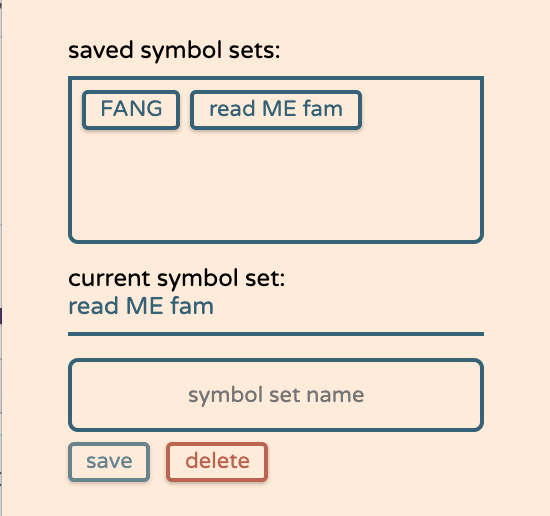 saved symbol sets:
FANG read ME fam
current symbol set:
read ME fam
symbol set name
save delete